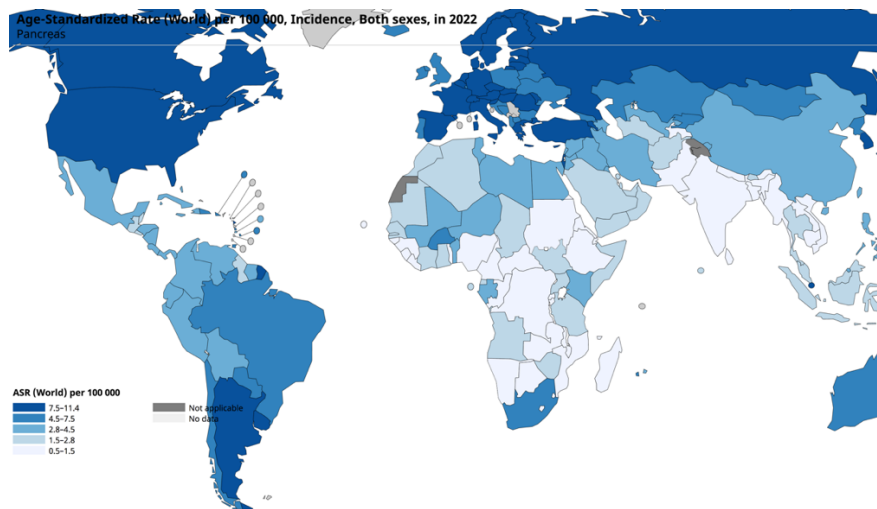 Age-Standardized Rate (World) per 100 000, Incidence, Both sexes, in 2022
Pancreas
ASR (World) per 100 000
7.5–11.4
4.5–7.5
2.8–4.5
1.5–2.8
0.5–1.5
Not applicable
No data